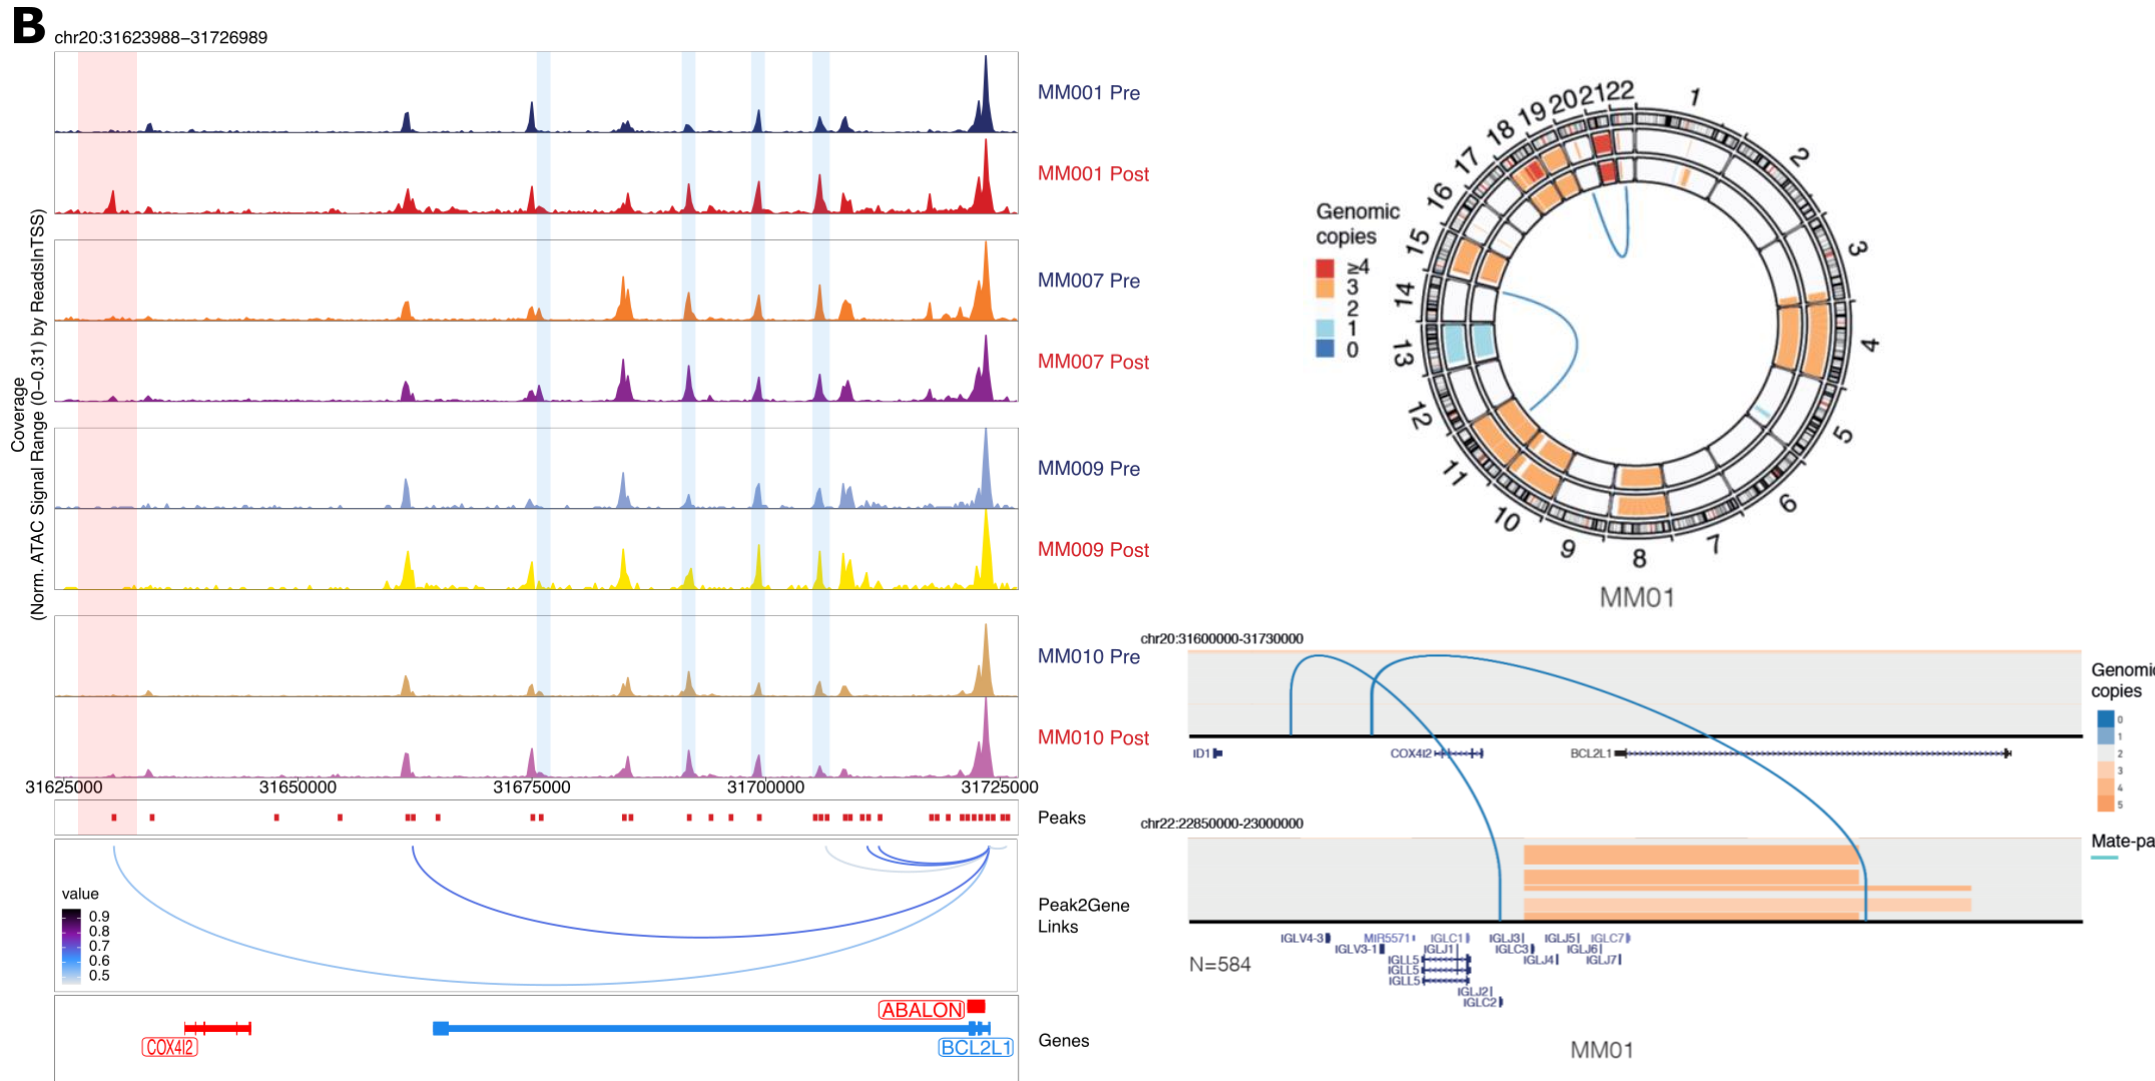 B
chr20:31623988–31726989
Coverage
(Norm. ATAC Signal Range (0–0.31) by ReadsInTSS)
MM001 Pre
MM001 Post
MM007 Pre
MM007 Post
MM009 Pre
MM009 Post
MM010 Pre
MM010 Post
31625000 31650000 31675000 31700000 31725000
Peaks
value
0.9
0.8
0.7
0.6
0.5
Peak2Gene
Links
ABALON
COX4I2
BCL2L1
Genes
1
2
3
4
5
6
7
8
9
10
11
12
13
14
15
16
17
18
19
20
21
22
Genomic
copies
≥4
3
2
1
0
MM01
chr20:31600000-31730000
ID1
COX4I2
BCL2L1
Genomic
copies
0
1
2
3
4
5
Mate-pa
chr22:22850000-23000000
IGLV4-3 MIR5571 IGLC1 IGLJ3 IGLJ5 IGLC7
IGLV3-1 IGLJ1 IGLC3 IGLJ6
IGLL5 IGLJ4 IGLJ7
IGLL5
IGLL5
IGLJ2
IGLC2
N=584
MM01